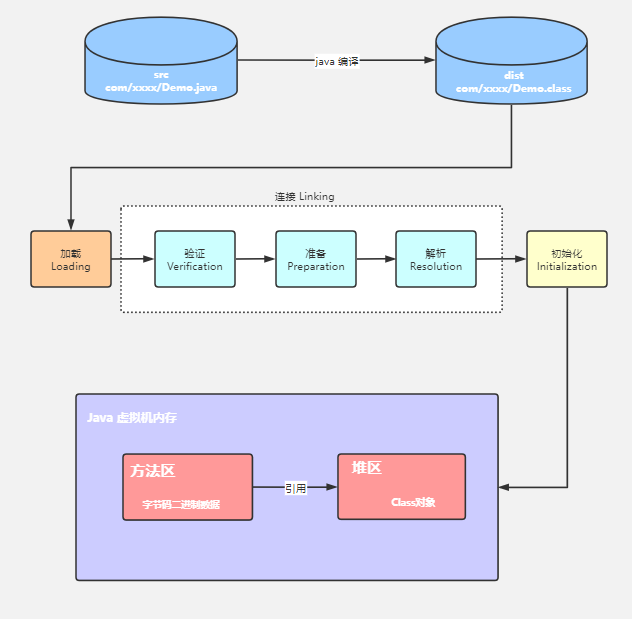 src
com/xxxx/Demo.java
java 编译
dist
com/xxxx/Demo.class
连接 Linking
加载
Loading
验证
Verification
准备
Preparation
解析
Resolution
初始化
Initialization
Java 虚拟机内存
方法区
字节码二进制数据
引用
堆区
Class对象